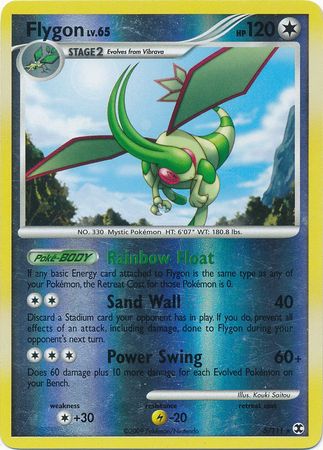 Flygon LV.65 HP 120
STAGE2 Evolves from Vibrava
NO. 330 Mystic Pokémon HT: 6'07" WT: 180.8 lbs.
Poké-BODY Rainbow Float
If any basic Energy card attached to Flygon is the same type as any of
your Pokémon, the Retreat Cost for those Pokémon is 0.
Sand Wall 40
Discard a Stadium card your opponent has in play. If you do, prevent all
effects of an attack, including damage, done to Flygon during your
opponent's next turn.
Power Swing 60+
Does 60 damage plus 10 more damage for each Evolved Pokémon on
your Bench.
Illus. Kouki Saitou
weakness resistance retreat cost
+30 -20
©2009 Pokémon/Nintendo 5/111